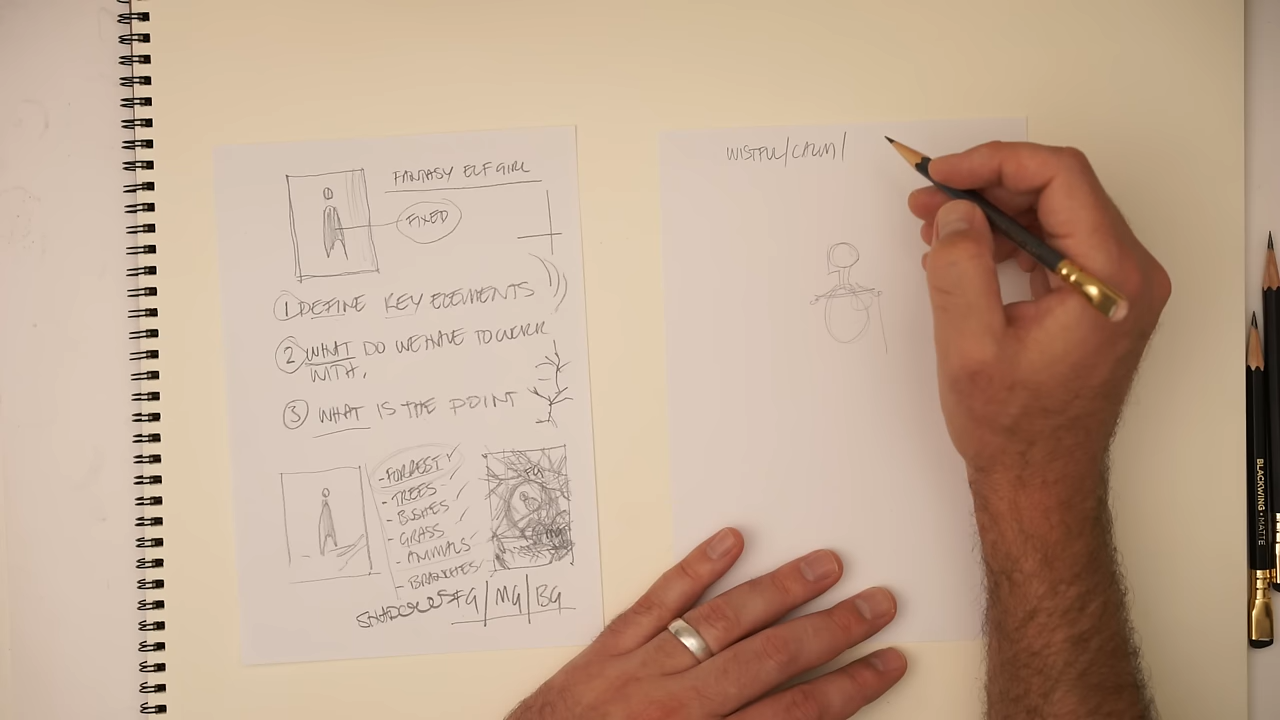 FANTASY ELF GIRL
FIXED
① DEFINE KEY ELEMENTS
② WHAT DO WE HAVE TO WORK
WITH.
③ WHAT IS THE POINT
- FORREST
- TREES
- BUSHES
- GRASS
- ANIMALS
- BRANCHES
SHADOWS FG/MG/BG
FG
WISTFUL/CALM/
BLACKWING • MATTE